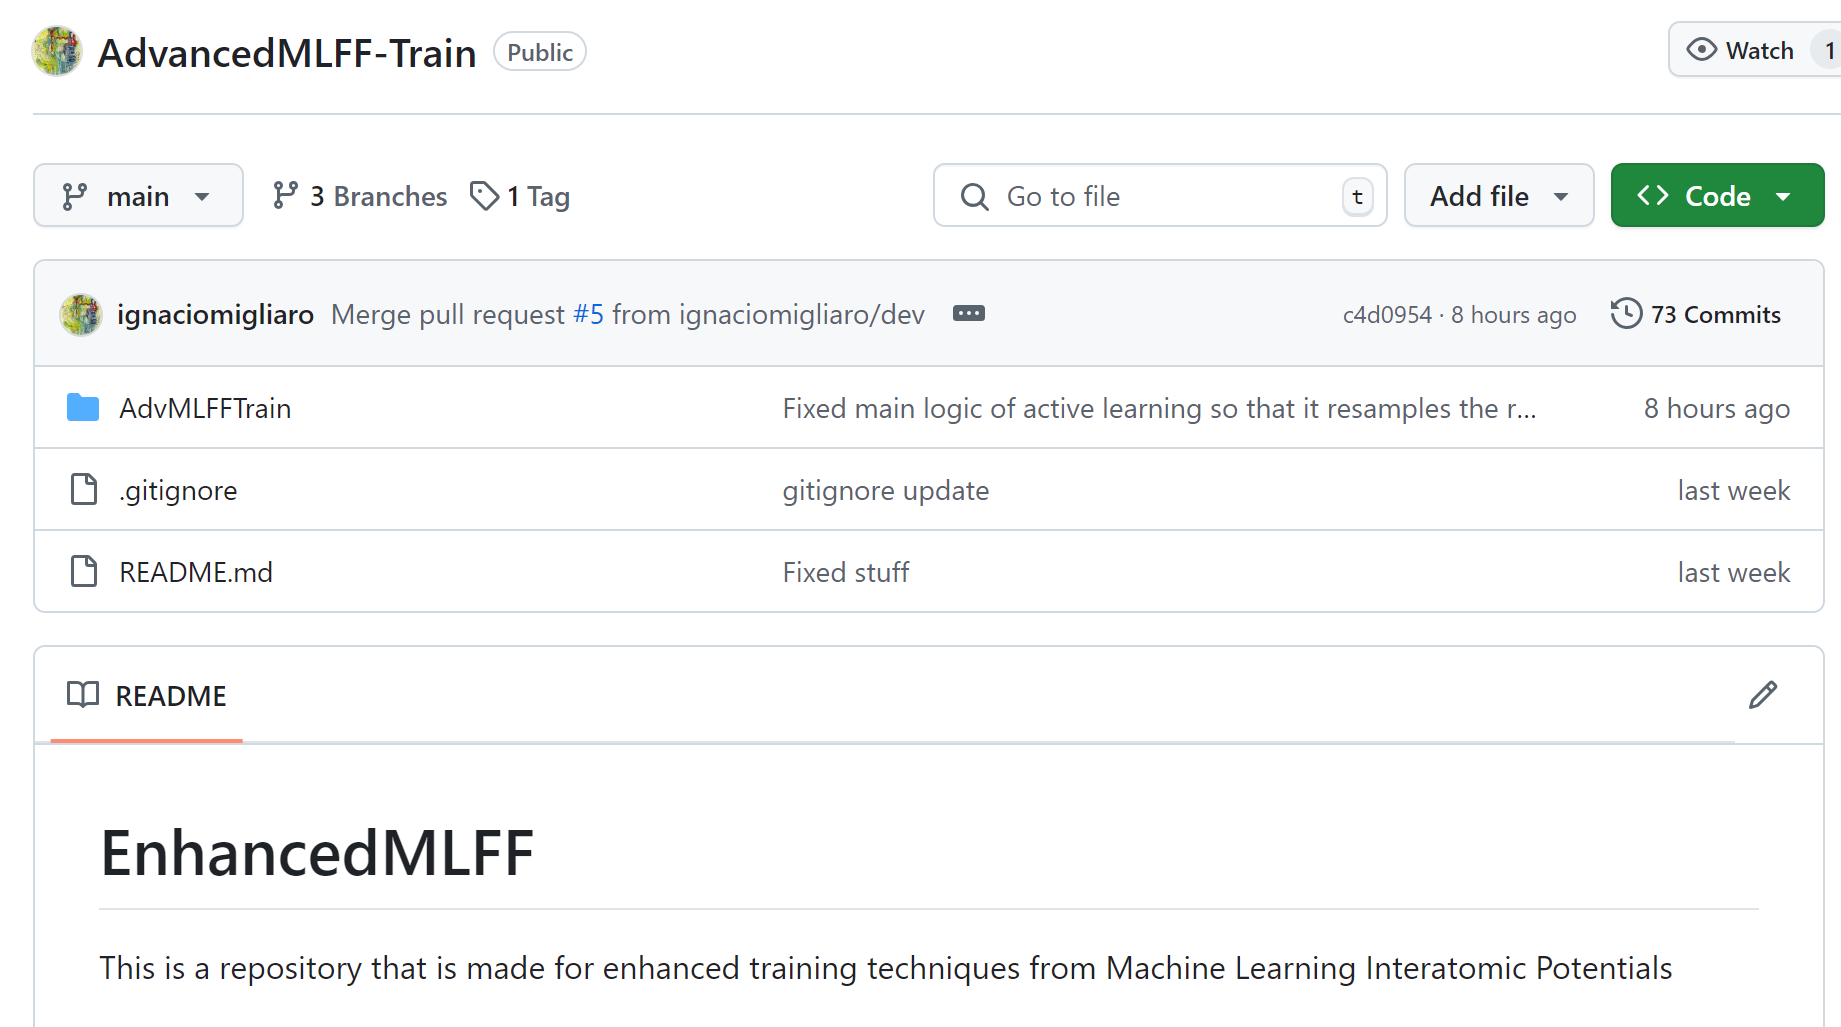 AdvancedMLFF-Train Public Watch 1
main 3 Branches 1 Tag Go to file t Add file Code
ignaciomigliaro Merge pull request #5 from ignaciomigliaro/dev c4d0954 · 8 hours ago 73 Commits
AdvMLFFTrain Fixed main logic of active learning so that it resamples the r... 8 hours ago
.gitignore gitignore update last week
README.md Fixed stuff last week
README
EnhancedMLFF
This is a repository that is made for enhanced training techniques from Machine Learning Interatomic Potentials